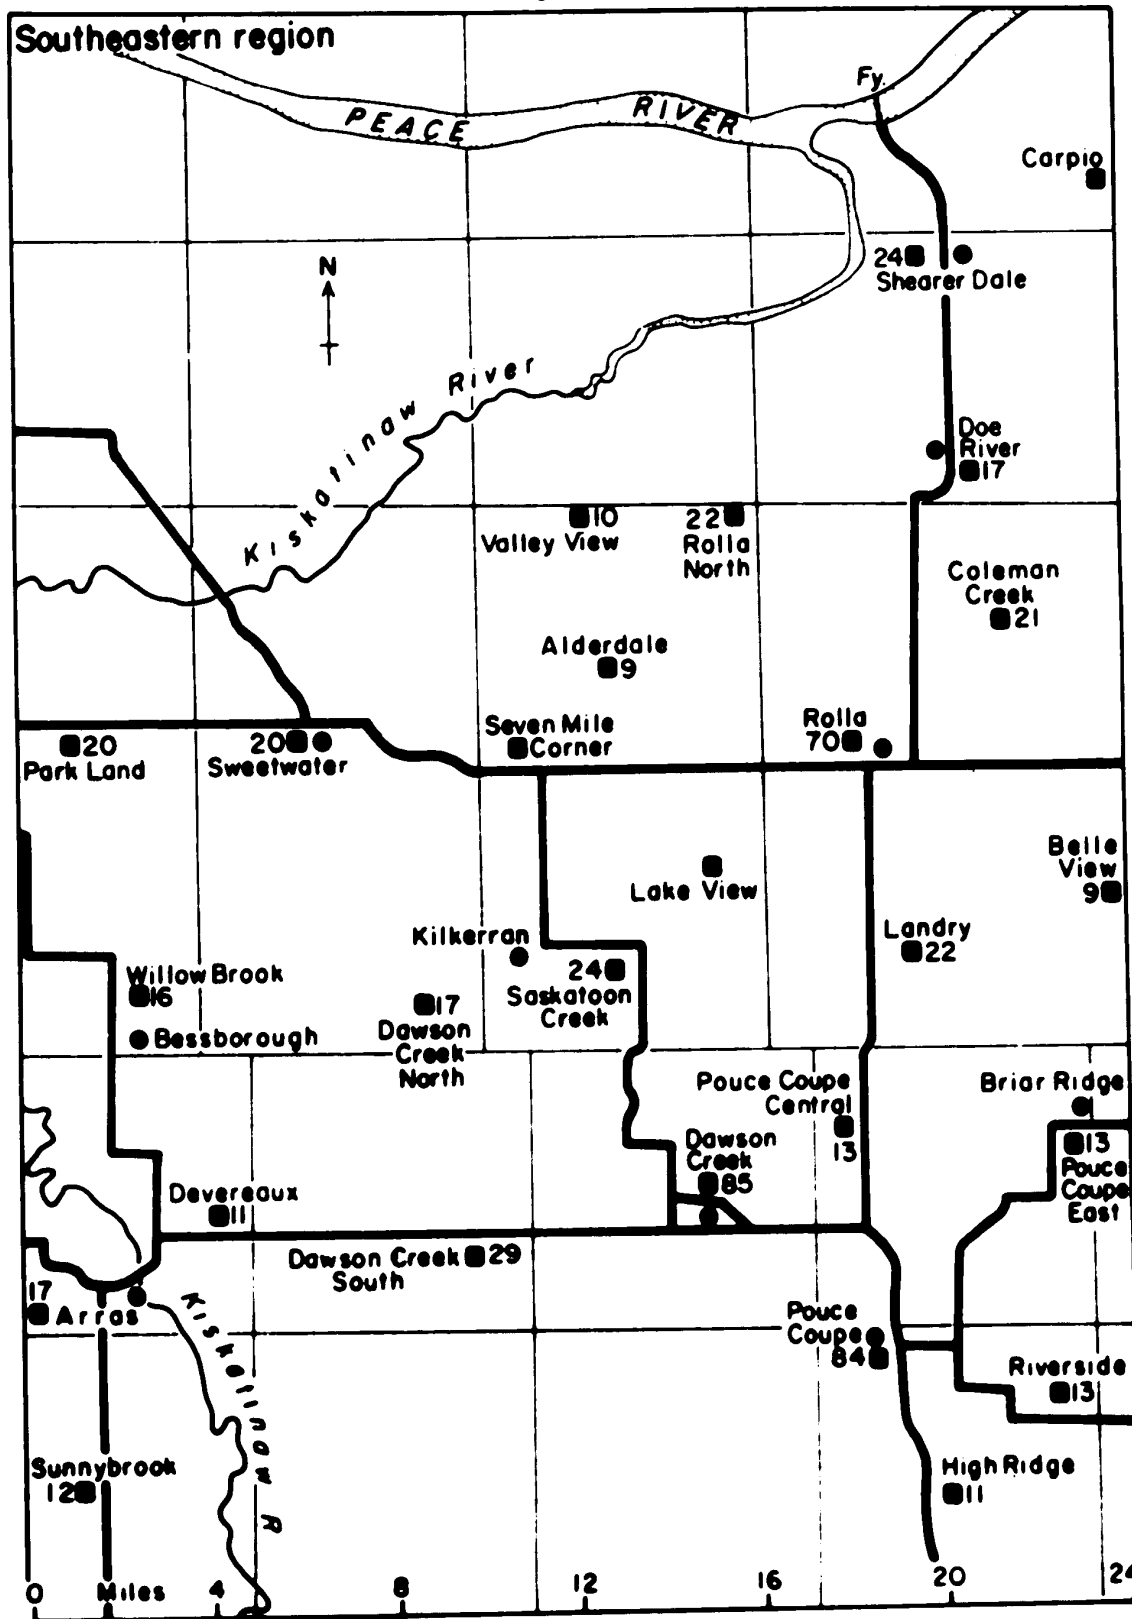 Southeastern region
Fy.
PEACE RIVER
Carpio
N
24
Shearer Dale
Kiskatinaw River
Doe
River
17
10
Valley View
22
Rolla
North
Coleman
Creek
21
Alderdale
9
Seven Mile
Corner
Rolla
70
20
Park Land
20
Sweetwater
Belle
View
9
Lake View
Landry
22
Kilkerran
24
Saskatoon
Creek
Willow Brook
16
17
Dawson
Creek
North
Bessborough
Pouce Coupe
Central
13
Briar Ridge
13
Pouce
Coupe
East
Dawson
Creek
85
Devereaux
11
Dawson Creek 29
South
17
Arras
Kiskatinaw R
Pouce
Coupe
84
Riverside
13
Sunnybrook
12
High Ridge
11
0 Miles 4 8 12 16 20 24